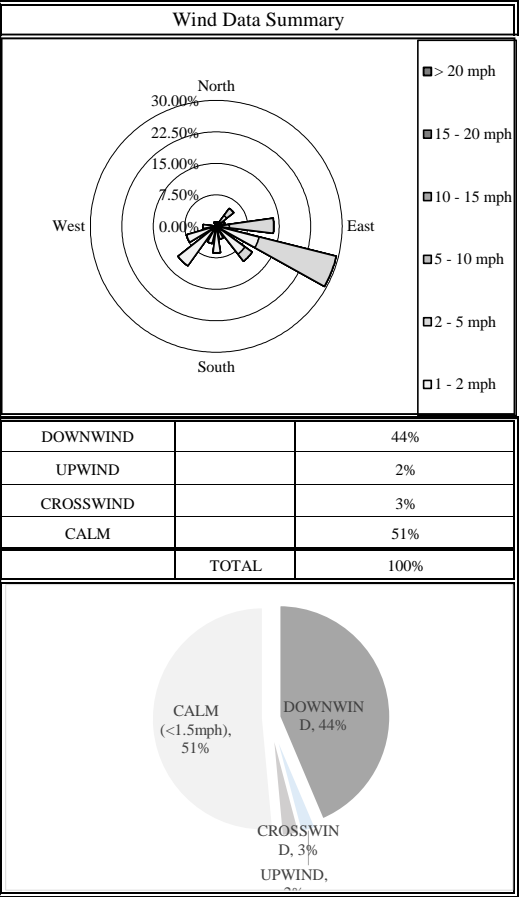 Wind Data Summary
North
30.00%
22.50%
15.00%
7.50%
0.00%
West
East
South
> 20 mph
15 - 20 mph
10 - 15 mph
5 - 10 mph
2 - 5 mph
1 - 2 mph
DOWNWIND 44%
UPWIND 2%
CROSSWIND 3%
CALM 51%
TOTAL 100%
CALM
(<1.5mph),
51%
DOWNWIN
D, 44%
CROSSWIN
D, 3%
UPWIND,